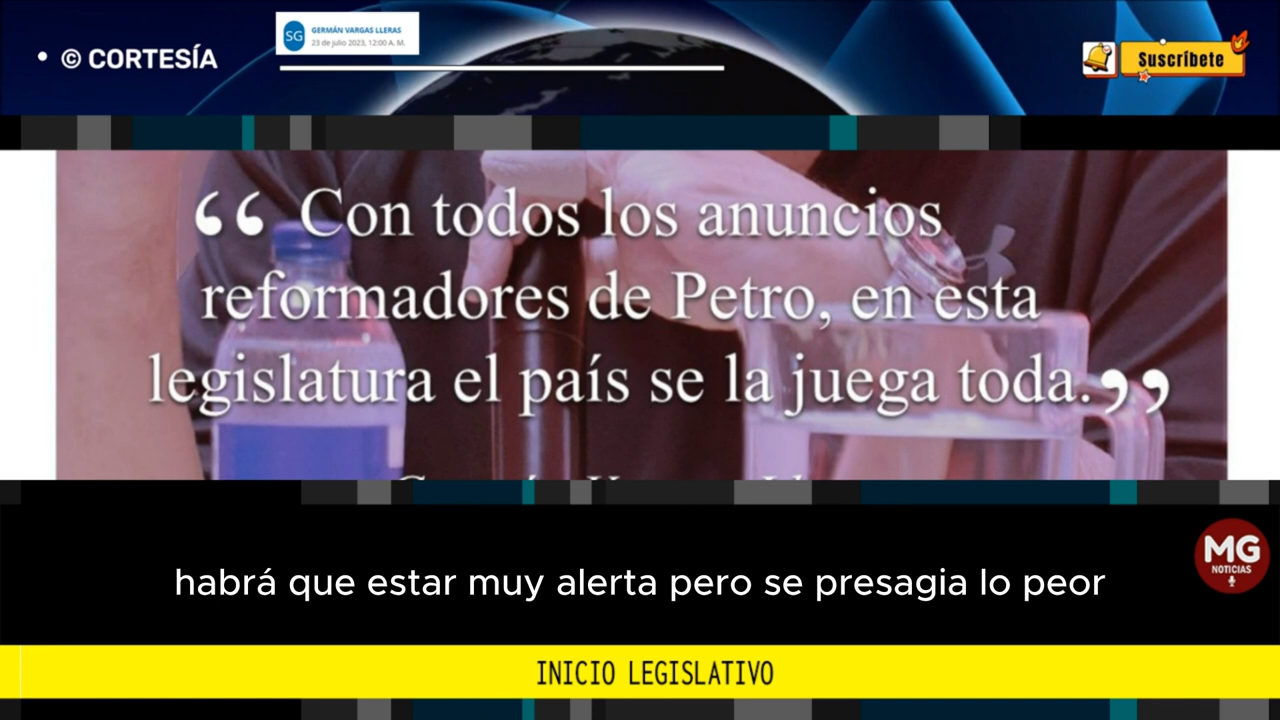 • © CORTESÍA
SG
GERMÁN VARGAS LLERAS
23 de julio 2023, 12:00 A. M.
Suscríbete
“ Con todos los anuncios
reformadores de Petro, en esta
legislatura el país se la juega toda.”
habrá que estar muy alerta pero se presagia lo peor
MG
NOTICIAS
INICIO LEGISLATIVO